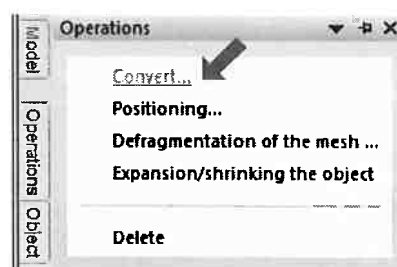 Operations
Convert...
Positioning...
Defragmentation of the mesh ...
Expansion/shrinking the object
Delete
Model
Operations
Object